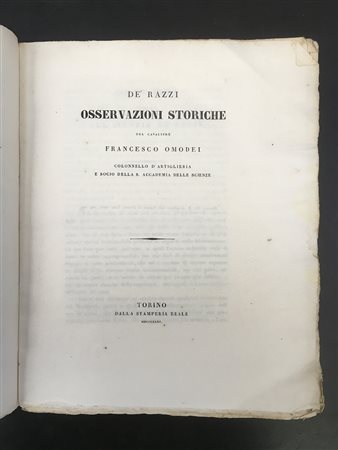 DE' RAZZI
OSSERVAZIONI STORICHE
DEL CAVALIERE
FRANCESCO OMODEI
COLONNELLO D'ARTIGLIERIA
E SOCIO DELLA R. ACCADEMIA DELLE SCIENZE
TORINO
DALLA STAMPERIA REALE